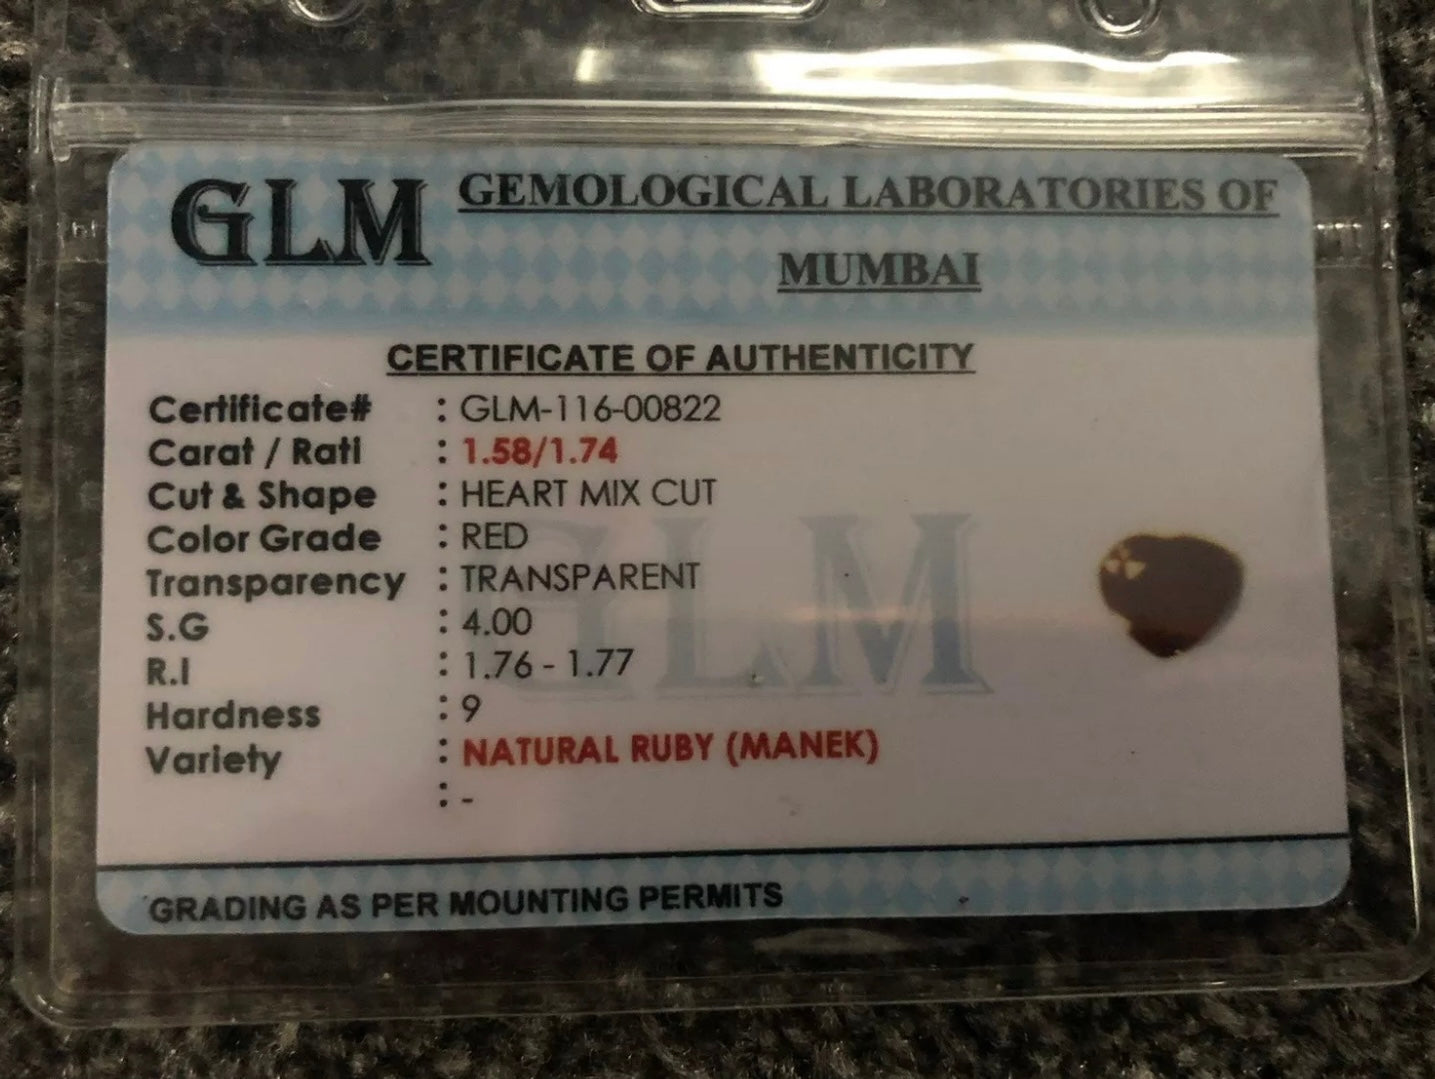 GLM GEMOLOGICAL LABORATORIES OF
MUMBAI
CERTIFICATE OF AUTHENTICITY
Certificate# : GLM-116-00822
Carat / Rati : 1.58/1.74
Cut & Shape : HEART MIX CUT
Color Grade : RED
Transparency : TRANSPARENT
S.G : 4.00
R.I : 1.76 - 1.77
Hardness : 9
Variety : NATURAL RUBY (MANEK)
: -
GLM
GRADING AS PER MOUNTING PERMITS